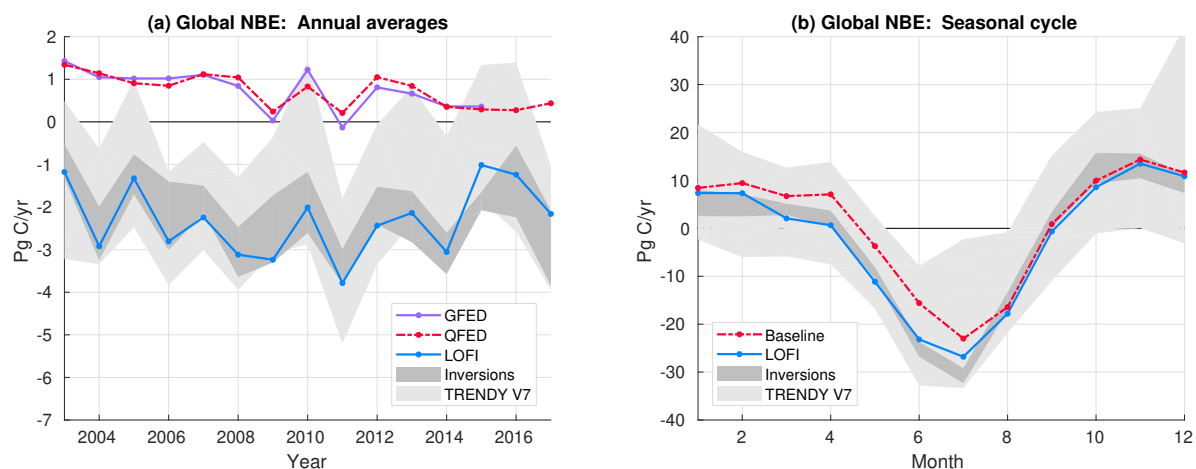 (a) Global NBE:  Annual averages
2
1
0
-1
-2
-3
-4
-5
-6
-7
Pg C/yr
2004 2006 2008 2010 2012 2014 2016
Year
GFED
QFED
LOFI
Inversions
TRENDY V7
(b) Global NBE:  Seasonal cycle
40
30
20
10
0
-10
-20
-30
-40
Pg C/yr
2 4 6 8 10 12
Month
Baseline
LOFI
Inversions
TRENDY V7